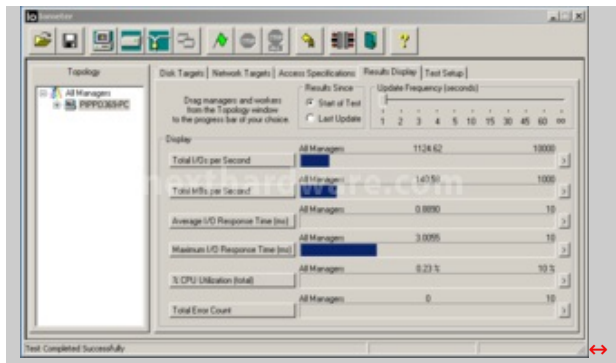 Iometer
Topology
All Managers
PIPPO369-PC
Disk Targets Network Targets Access Specifications Results Display Test Setup
Drag managers and workers
from the Topology window
to the progress bar of your choice.
Results Since
Start of Test
Last Update
Update Frequency (seconds)
1 2 3 4 5 10 15 30 45 60 ∞
Display
All Managers 1124.62 10000
Total I/Os per Second
All Managers 140.58 1000
Total MBs per Second
nexthardware.com
All Managers 0.8890 10
Average I/O Response Time (ms)
All Managers 3.0055 10
Maximum I/O Response Time (ms)
All Managers 0.23 % 10 %
% CPU Utilization (total)
All Managers 0 10
Total Error Count
Test Completed Successfully